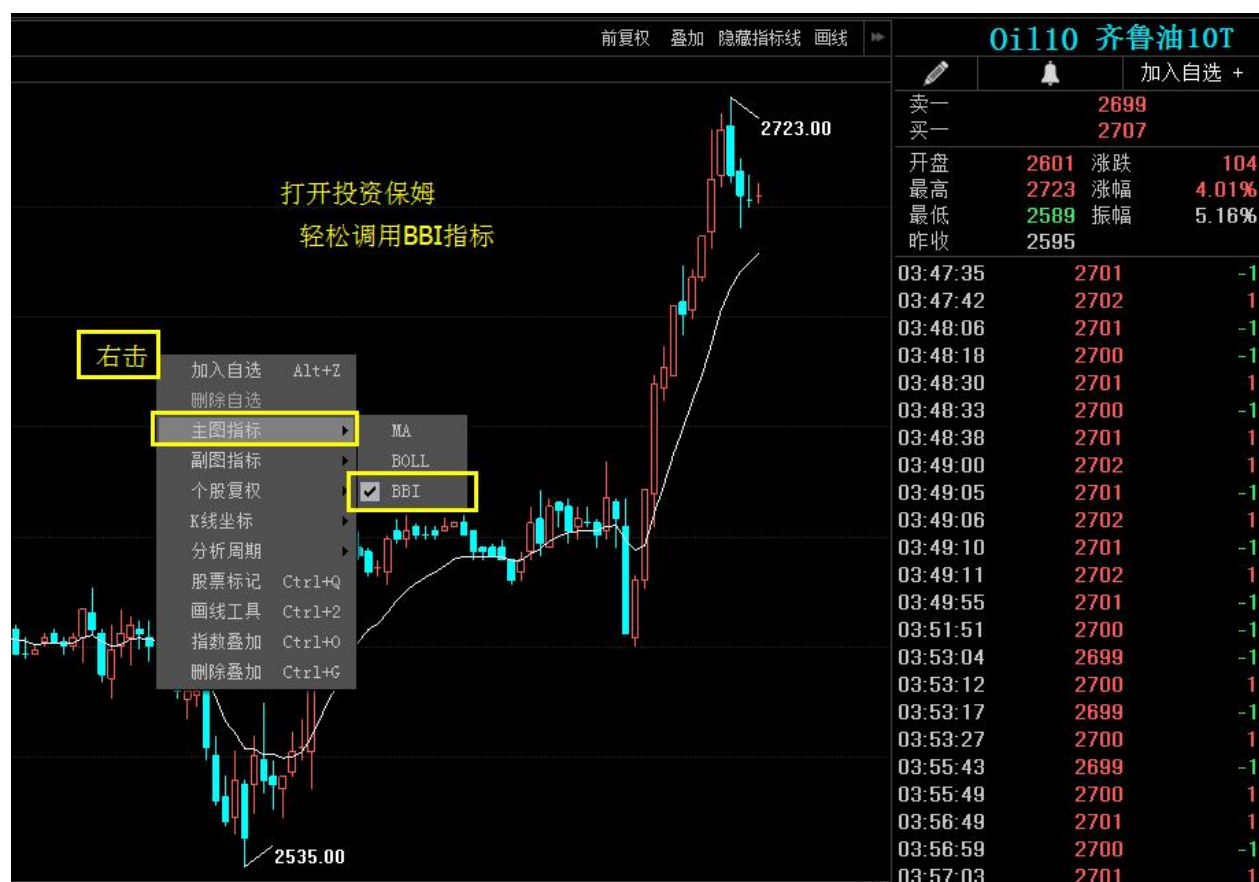 前复权 叠加 隐藏指标线 画线
Oil10 齐鲁油10T
加入自选 +
卖一 2699
买一 2707
开盘 2601 涨跌 104
最高 2723 涨幅 4.01%
最低 2589 振幅 5.16%
昨收 2595
2723.00
打开投资保姆
轻松调用BBI指标
右击
加入自选 Alt+Z
删除自选
主图指标
副图指标
个股复权
K线坐标
分析周期
股票标记 Ctrl+Q
画线工具 Ctrl+2
指数叠加 Ctrl+O
删除叠加 Ctrl+G
MA
BOLL
BBI
2535.00
03:47:35 2701 -1
03:47:42 2702 1
03:48:06 2701 -1
03:48:18 2700 -1
03:48:30 2701 1
03:48:33 2700 -1
03:48:38 2701 1
03:49:00 2702 1
03:49:05 2701 -1
03:49:06 2702 1
03:49:10 2701 -1
03:49:11 2702 1
03:49:55 2701 -1
03:51:51 2700 -1
03:53:04 2699 -1
03:53:12 2700 1
03:53:17 2699 -1
03:53:27 2700 1
03:55:43 2699 -1
03:55:49 2700 1
03:56:49 2701 1
03:56:59 2700 -1
03:57:03 2701 1